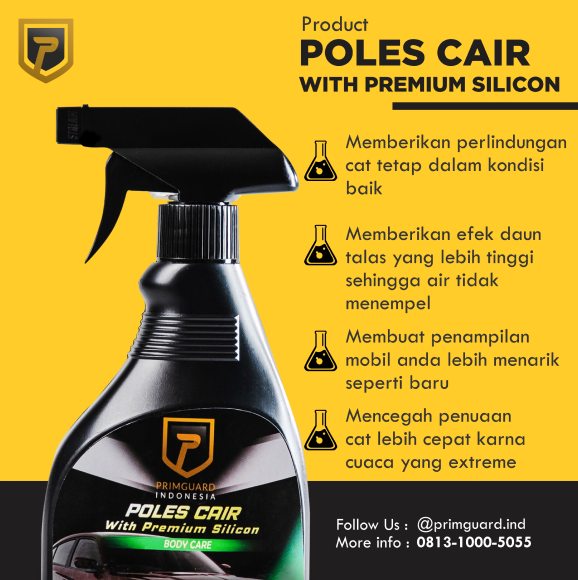 Product
POLES CAIR
WITH PREMIUM SILICON
Memberikan perlindungan
cat tetap dalam kondisi
baik
Memberikan efek daun
talas yang lebih tinggi
sehingga air tidak
menempel
Membuat penampilan
mobil anda lebih menarik
seperti baru
Mencegah penuaan
cat lebih cepat karna
cuaca yang extreme
PRIMGUARD
INDONESIA
POLES CAIR
With Premium Silicon
BODY CARE
Follow Us : @primguard.ind
More info : 0813-1000-5055